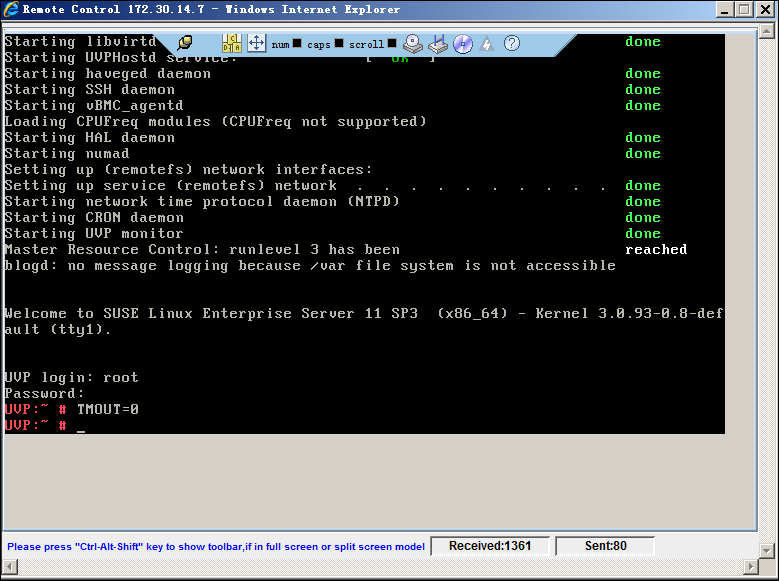 Remote Control 172.30.14.7 - Windows Internet Explorer
num caps scroll
Starting libvirtd done
Starting UVPHostd service: [ OK ]
Starting haveged daemon done
Starting SSH daemon done
Starting vBMC_agentd done
Loading CPUFreq modules (CPUFreq not supported)
Starting HAL daemon done
Starting numad done
Setting up (remotefs) network interfaces:
Setting up service (remotefs) network . . . . . . . . . . done
Starting network time protocol daemon (NTPD) done
Starting CRON daemon done
Starting UVP monitor done
Master Resource Control: runlevel 3 has been reached
blogd: no message logging because /var file system is not accessible
Welcome to SUSE Linux Enterprise Server 11 SP3 (x86_64) - Kernel 3.0.93-0.8-def
ault (tty1).
UVP login: root
Password:
UVP:~ # TMOUT=0
UVP:~ # _
Please press "Ctrl-Alt-Shift" key to show toolbar,if in full screen or split screen model Received:1361 Sent:80